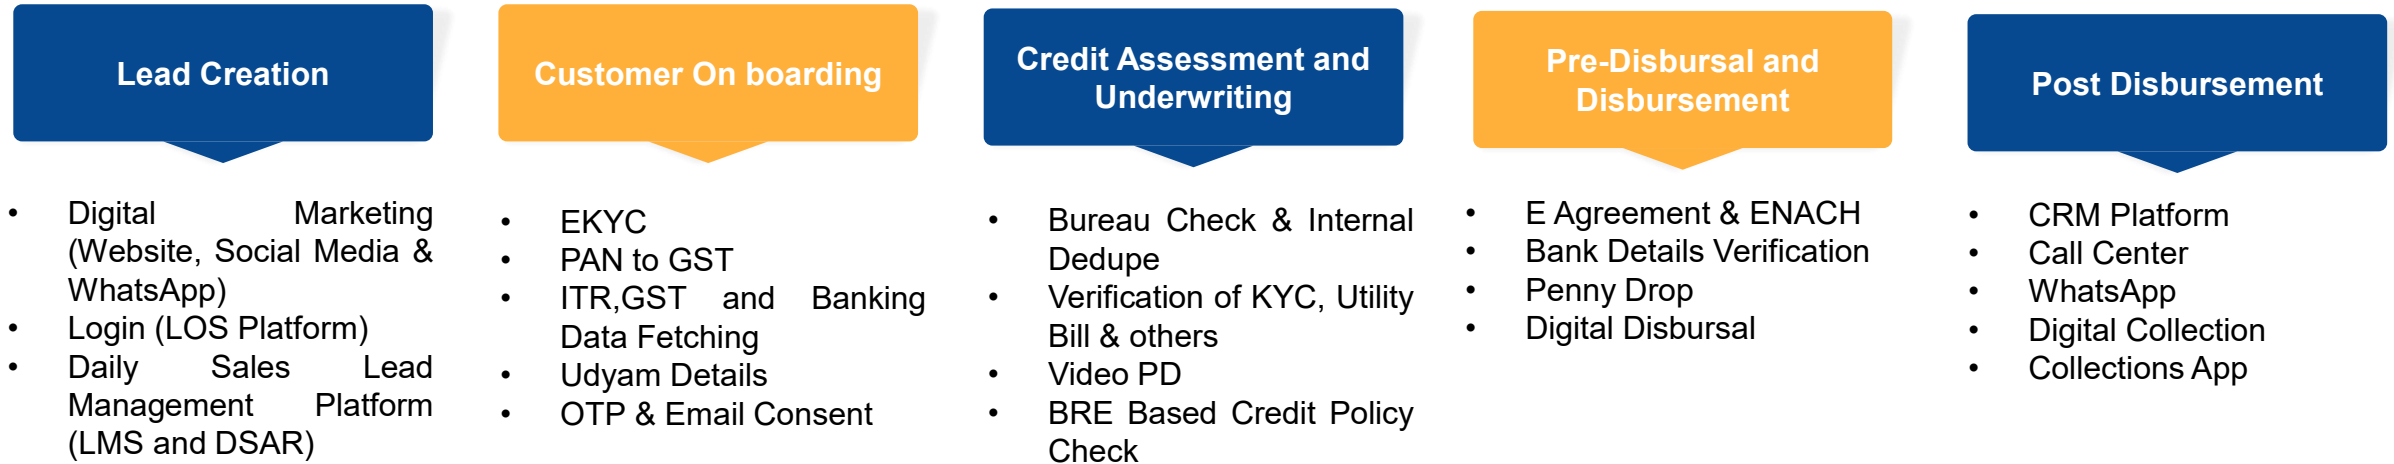 Lead Creation
• Digital Marketing
(Website, Social Media &
WhatsApp)
• Login (LOS Platform)
• Daily Sales Lead
Management Platform
(LMS and DSAR)
Customer On boarding
• EKYC
• PAN to GST
• ITR,GST and Banking
Data Fetching
• Udyam Details
• OTP & Email Consent
Credit Assessment and
Underwriting
• Bureau Check & Internal
Dedupe
• Verification of KYC, Utility
Bill & others
• Video PD
• BRE Based Credit Policy
Check
Pre-Disbursal and
Disbursement
• E Agreement & ENACH
• Bank Details Verification
• Penny Drop
• Digital Disbursal
Post Disbursement
• CRM Platform
• Call Center
• WhatsApp
• Digital Collection
• Collections App